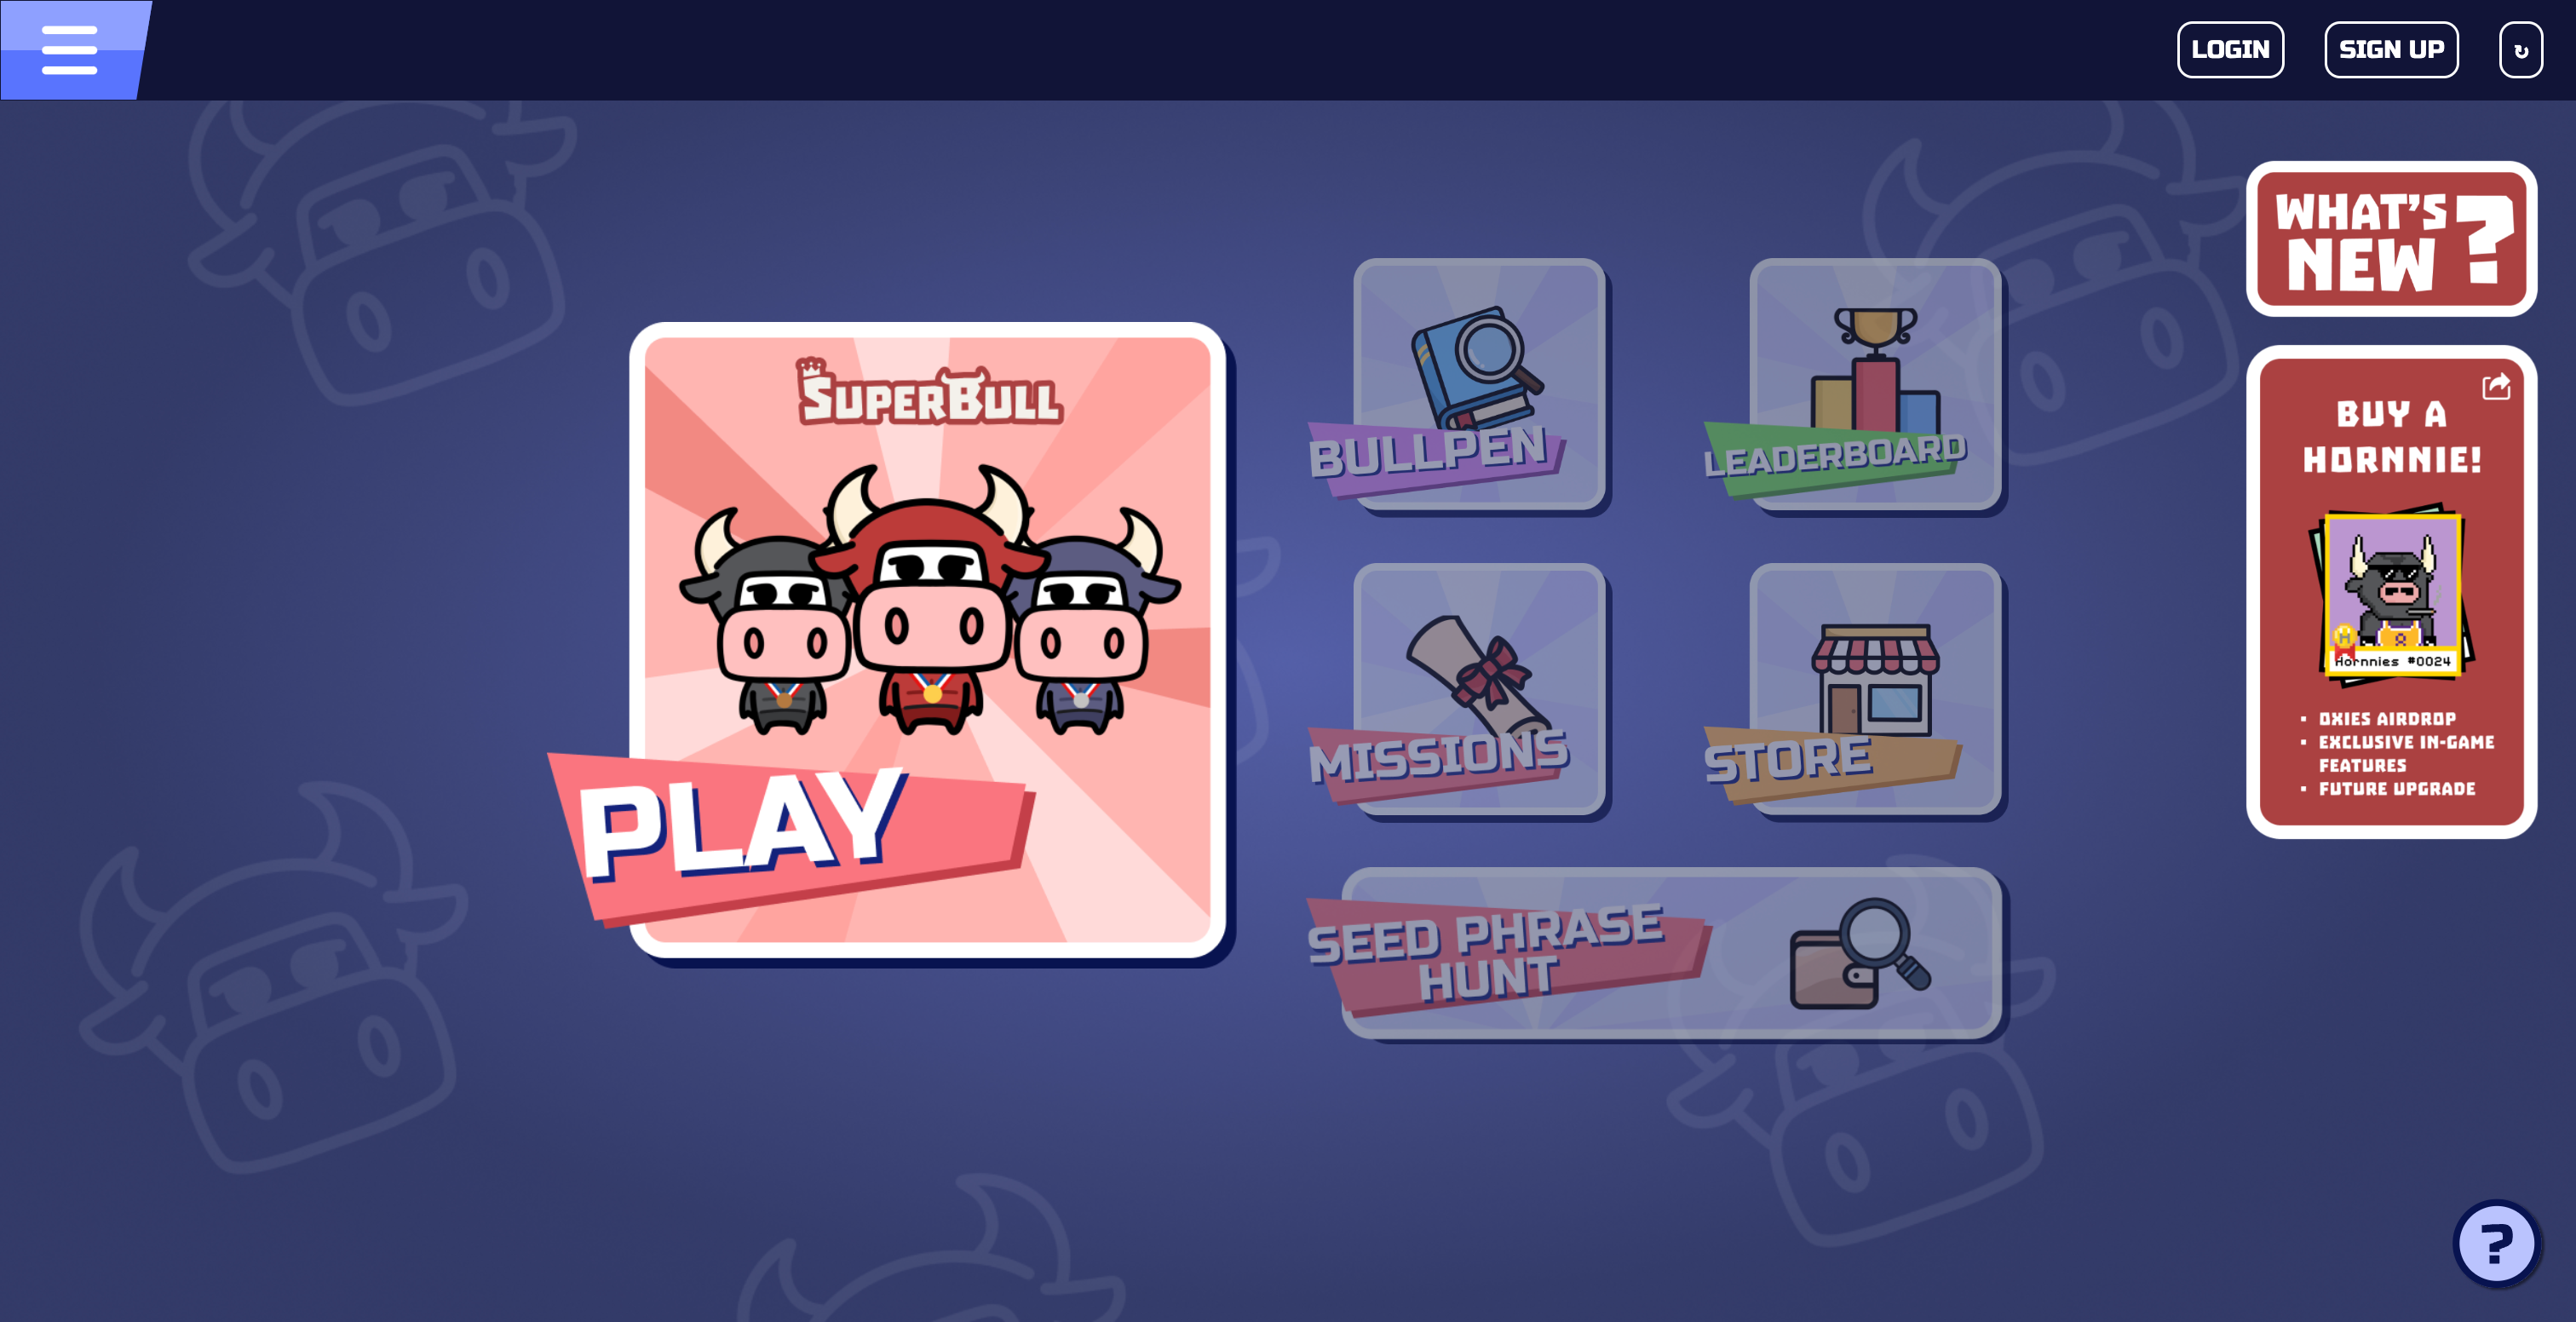 LOGIN
SIGN UP
WHAT'S
NEW?
SUPERBULL
PLAY
BULLPEN
LEADERBOARD
MISSIONS
STORE
SEED PHRASE
HUNT
BUY A
HORNNIE!
H
Hornnies #0024
▪ OXIES AIRDROP
▪ EXCLUSIVE IN-GAME
FEATURES
▪ FUTURE UPGRADE
?